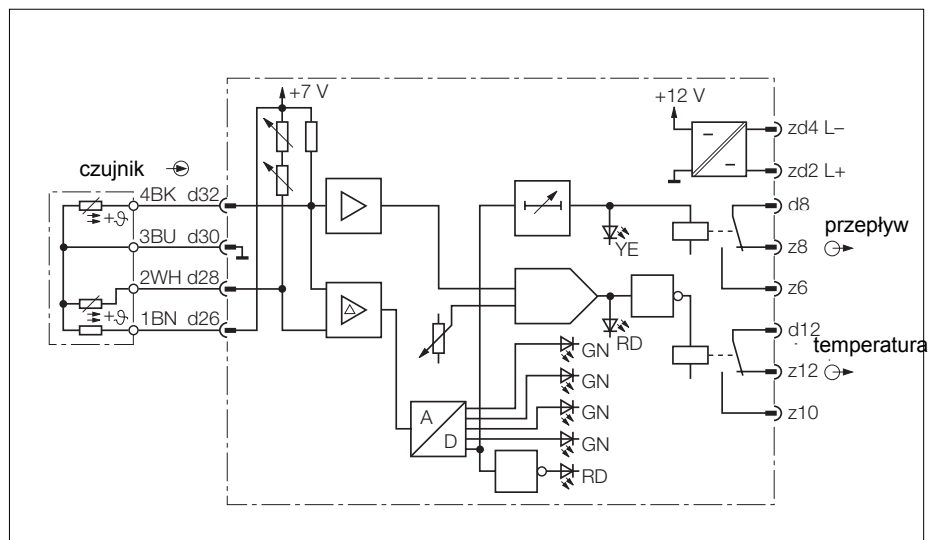 +7 V
+12 V
zd4 L–
zd2 L+
czujnik
4BK d32
3BU d30
2WH d28
1BN d26
+ϑ
+ϑ
YE
RD
GN
GN
GN
GN
RD
A
D
d8
z8
przepływ
z6
d12
z12
temperatura
z10